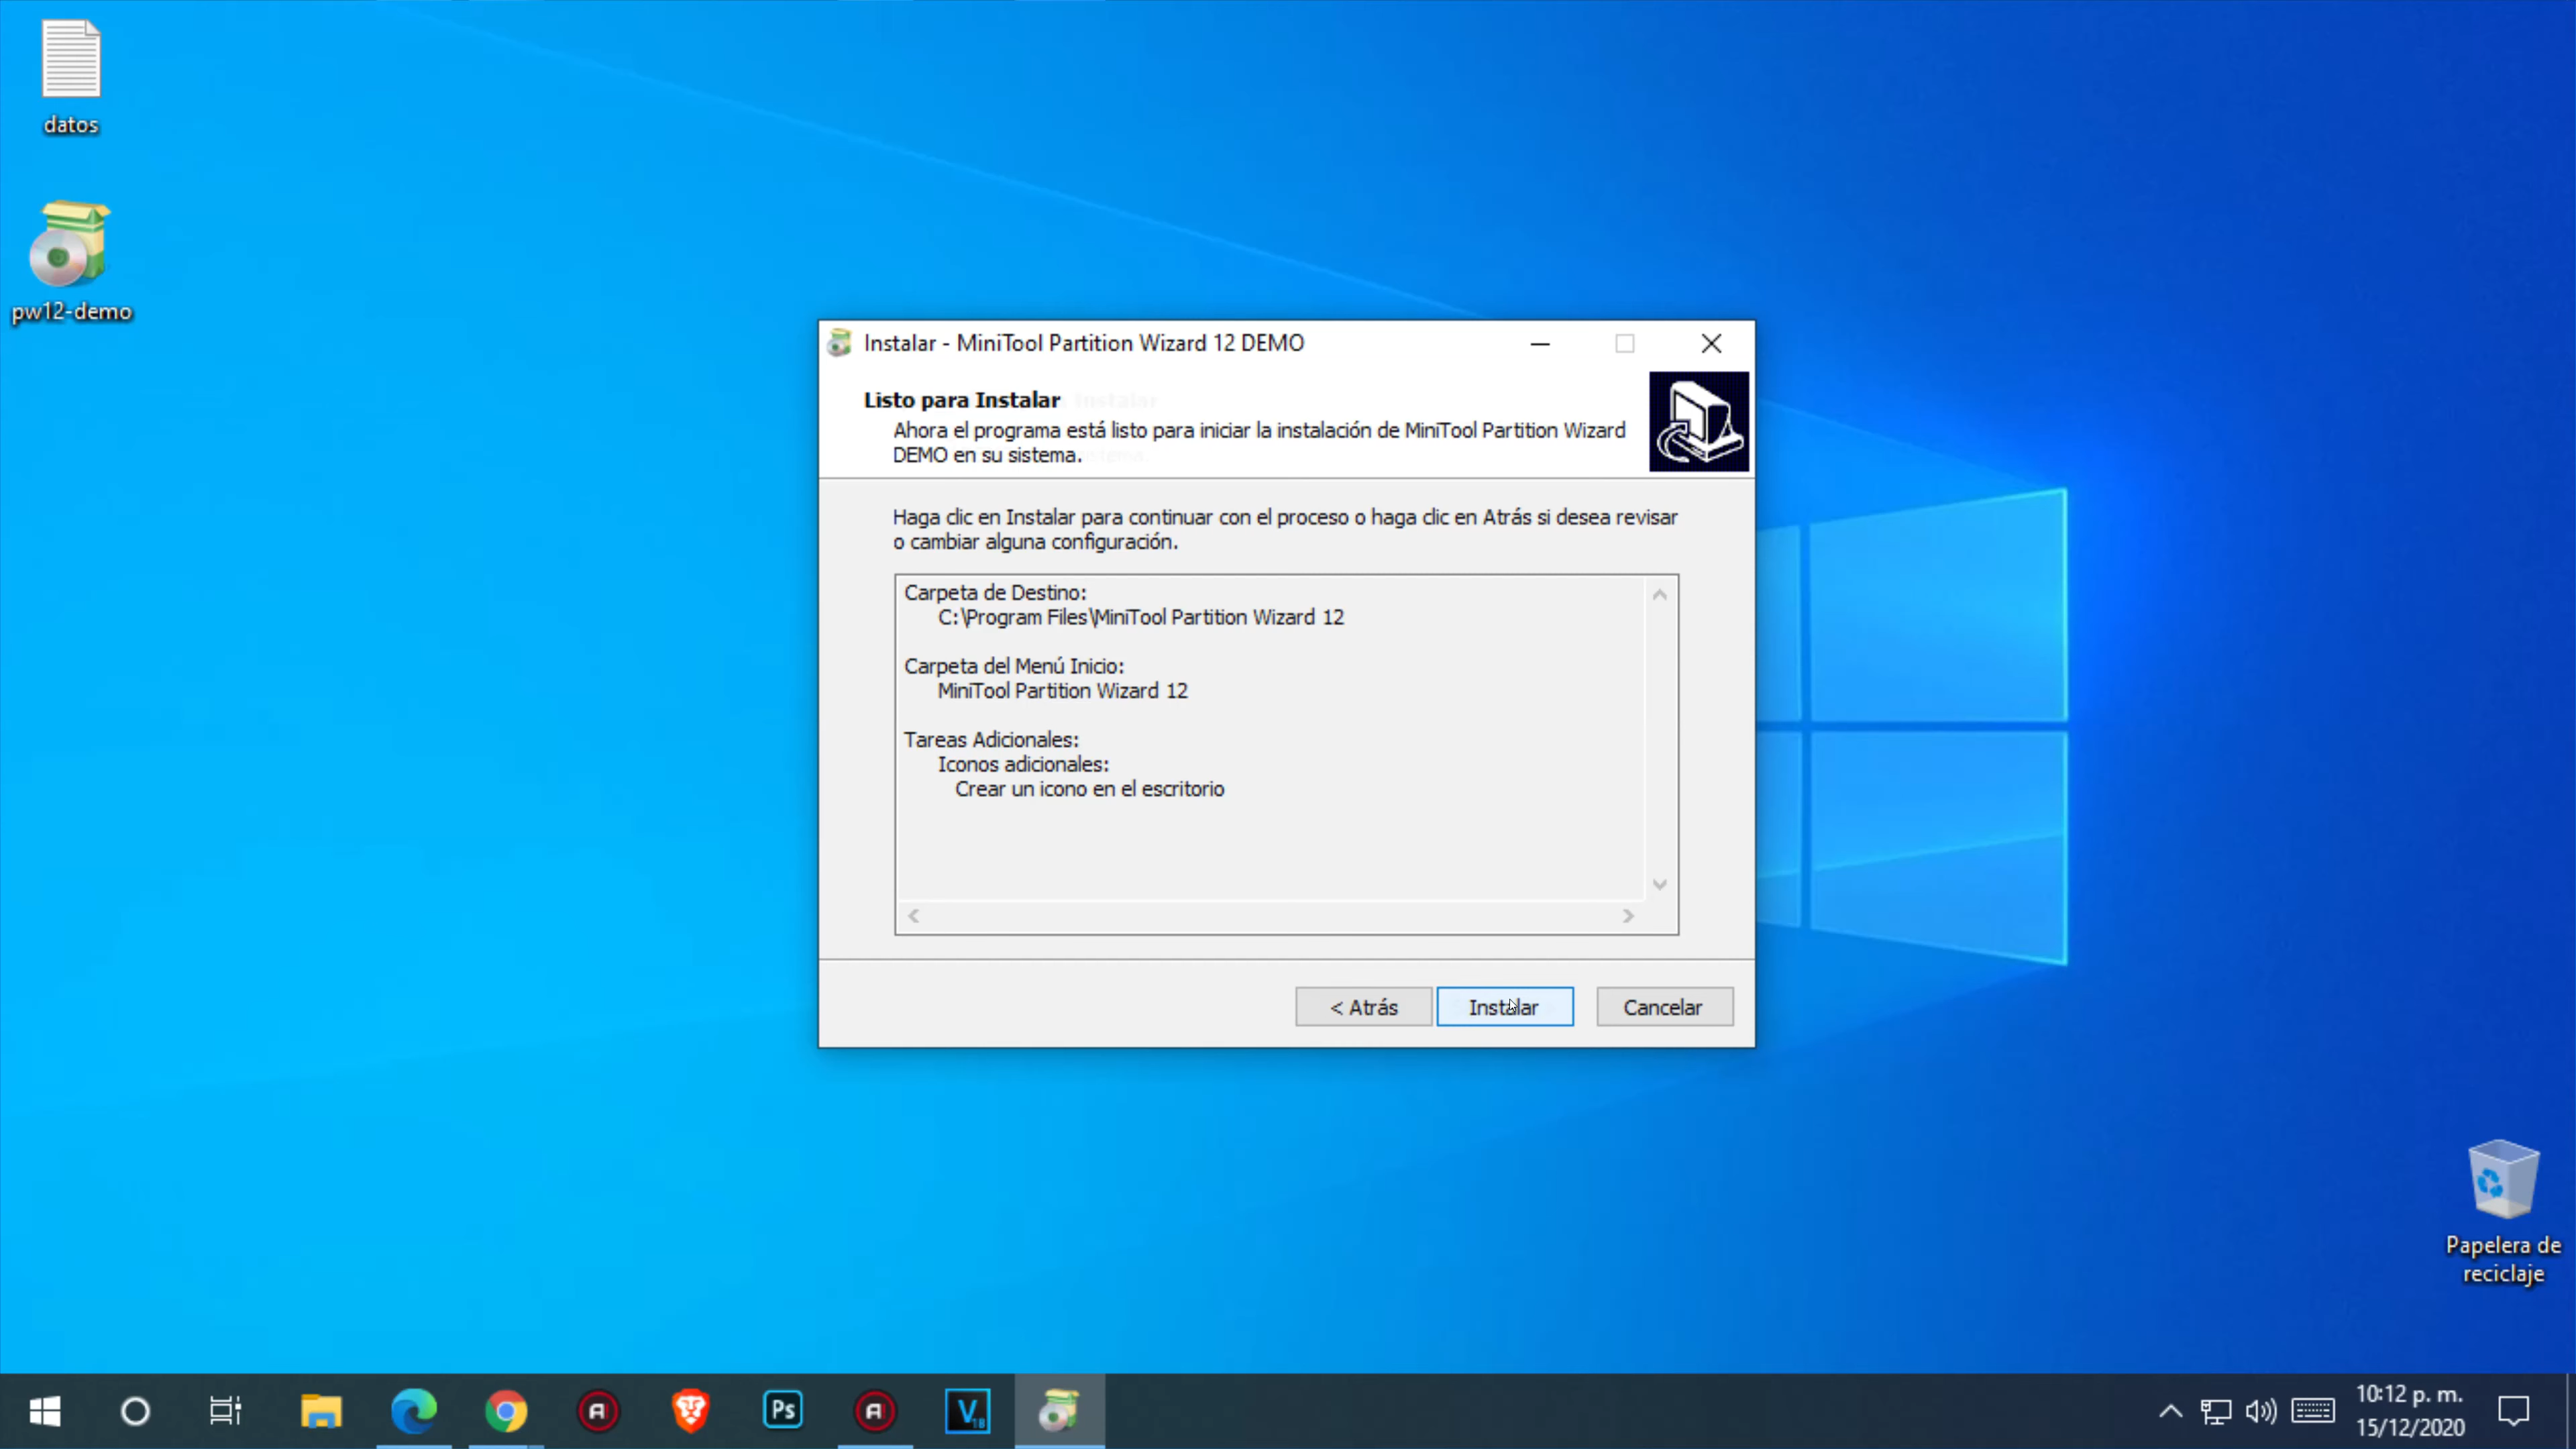 datos
pw12-demo
Instalar - MiniTool Partition Wizard 12 DEMO
Listo para Instalar
Ahora el programa está listo para iniciar la instalación de MiniTool Partition Wizard
DEMO en su sistema.
Haga clic en Instalar para continuar con el proceso o haga clic en Atrás si desea revisar
o cambiar alguna configuración.
Carpeta de Destino:
C:\Program Files\MiniTool Partition Wizard 12
Carpeta del Menú Inicio:
MiniTool Partition Wizard 12
Tareas Adicionales:
Iconos adicionales:
Crear un icono en el escritorio
< Atrás
Instalar
Cancelar
Papelera de
reciclaje
Ps
V18
10:12 p. m.
15/12/2020